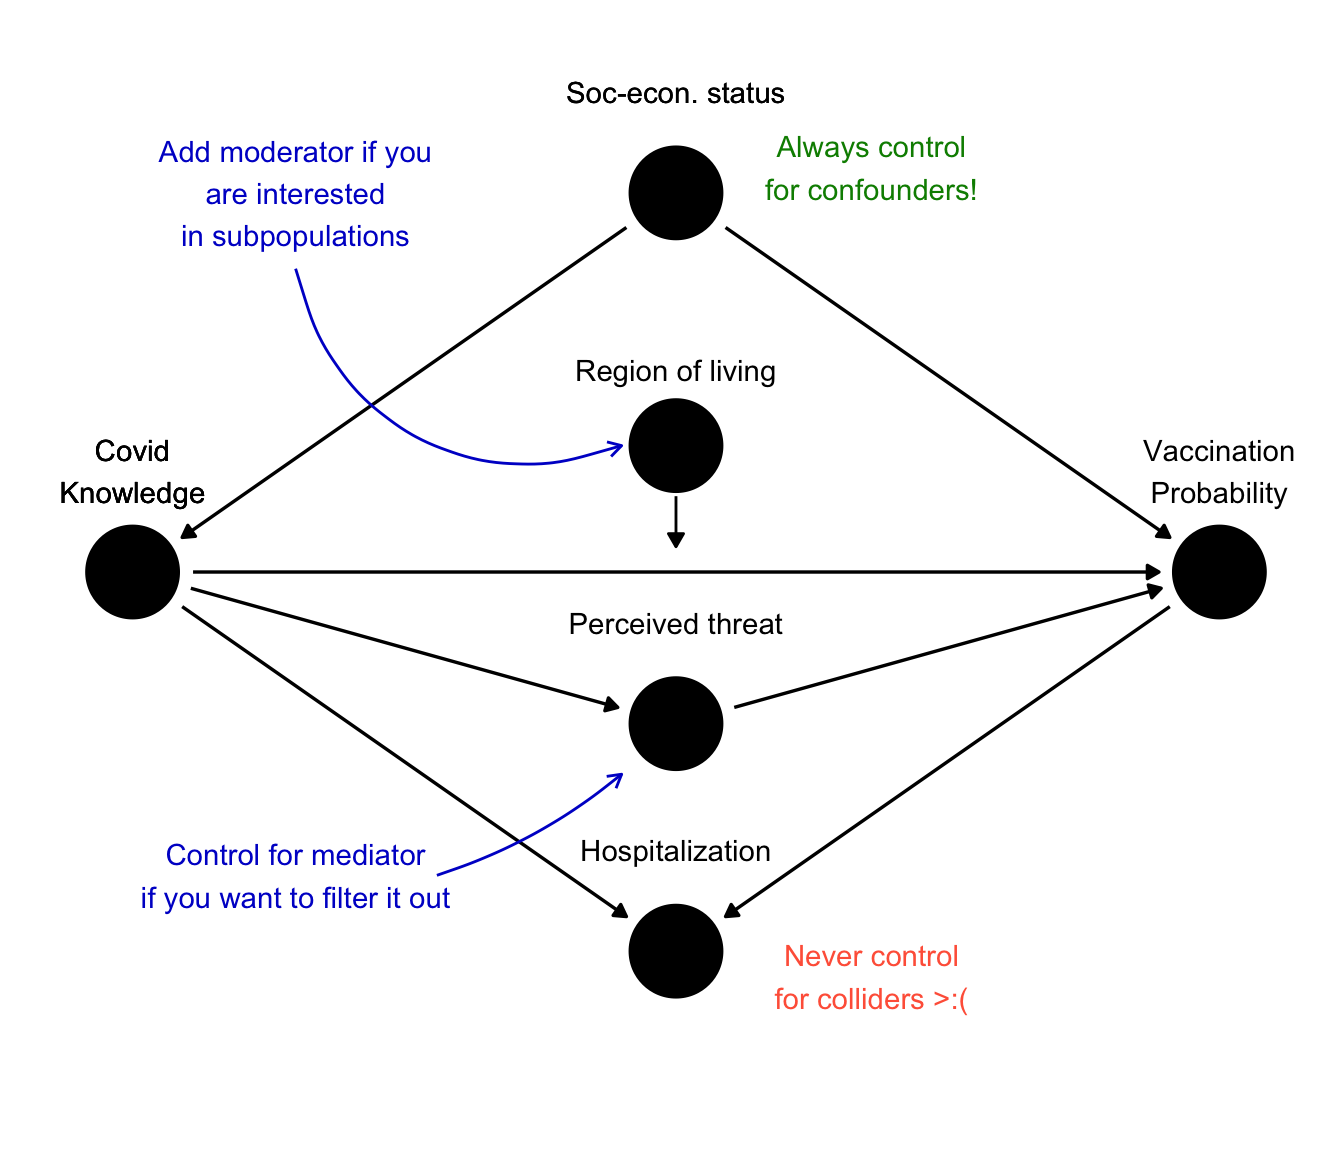 Soc-econ. status
Add moderator if you
are interested
in subpopulations
Always control
for confounders!
Region of living
Covid
Knowledge
Vaccination
Probability
Perceived threat
Control for mediator
if you want to filter it out
Hospitalization
Never control
for colliders >:(